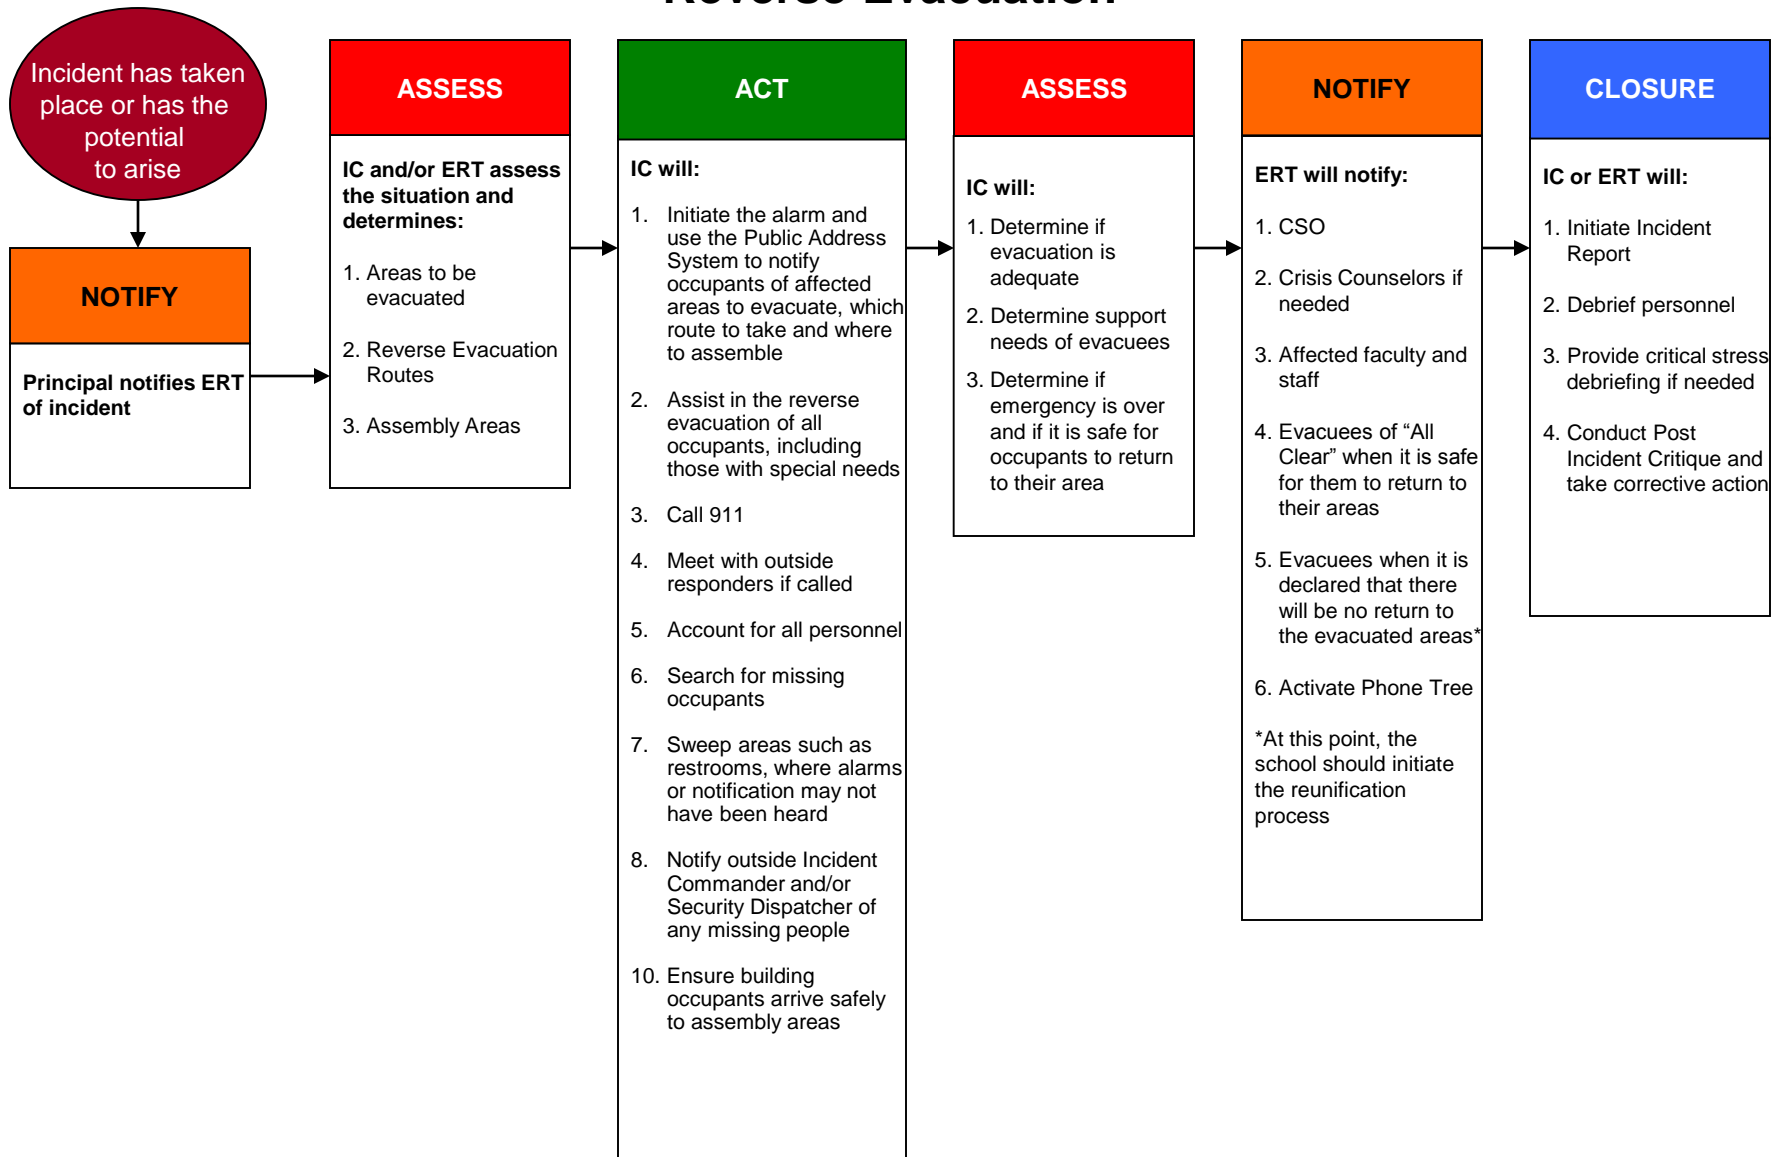 Reverse Evacuation
Incident has taken
place or has the
potential
to arise
NOTIFY
Principal notifies ERT
of incident
ASSESS
IC and/or ERT assess
the situation and
determines:
1. Areas to be
evacuated
2. Reverse Evacuation
Routes
3. Assembly Areas
ACT
IC will:
1. Initiate the alarm and
use the Public Address
System to notify
occupants of affected
areas to evacuate, which
route to take and where
to assemble
2. Assist in the reverse
evacuation of all
occupants, including
those with special needs
3. Call 911
4. Meet with outside
responders if called
5. Account for all personnel
6. Search for missing
occupants
7. Sweep areas such as
restrooms, where alarms
or notification may not
have been heard
8. Notify outside Incident
Commander and/or
Security Dispatcher of
any missing people
10. Ensure building
occupants arrive safely
to assembly areas
ASSESS
IC will:
1. Determine if
evacuation is
adequate
2. Determine support
needs of evacuees
3. Determine if
emergency is over
and if it is safe for
occupants to return
to their area
NOTIFY
ERT will notify:
1. CSO
2. Crisis Counselors if
needed
3. Affected faculty and
staff
4. Evacuees of “All
Clear” when it is safe
for them to return to
their areas
5. Evacuees when it is
declared that there
will be no return to
the evacuated areas*
6. Activate Phone Tree
*At this point, the
school should initiate
the reunification
process
CLOSURE
IC or ERT will:
1. Initiate Incident
Report
2. Debrief personnel
3. Provide critical stress
debriefing if needed
4. Conduct Post
Incident Critique and
take corrective action